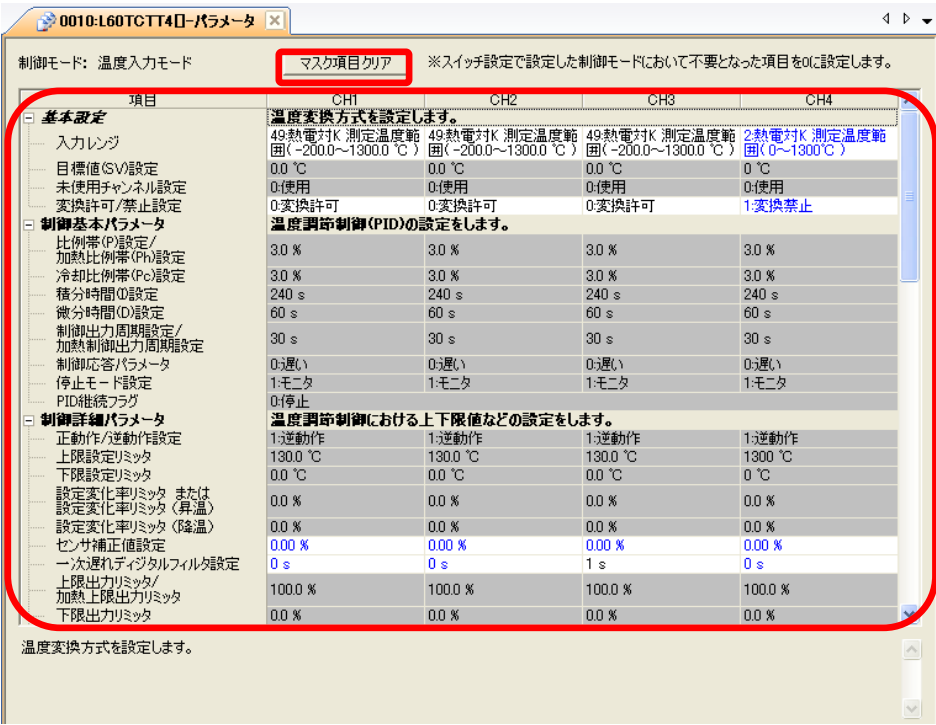 0010:L60TCTT4[]-パラメータ
制御モード: 温度入力モード マスク項目クリア ※スイッチ設定で設定した制御モードにおいて不要となった項目を0に設定します。
項目 CH1 CH2 CH3 CH4
基本設定 温度変換方式を設定します。
入力レンジ 49:熱電対K 測定温度範囲(-200.0～1300.0 ℃) 49:熱電対K 測定温度範囲(-200.0～1300.0 ℃) 49:熱電対K 測定温度範囲(-200.0～1300.0 ℃) 2:熱電対K 測定温度範囲(0～1300℃)
目標値(SV)設定 0.0 ℃ 0.0 ℃ 0.0 ℃ 0 ℃
未使用チャンネル設定 0:使用 0:使用 0:使用 0:使用
変換許可/禁止設定 0:変換許可 0:変換許可 0:変換許可 1:変換禁止
制御基本パラメータ 温度調節制御(PID)の設定をします。
比例帯(P)設定/
加熱比例帯(Ph)設定 3.0 % 3.0 % 3.0 % 3.0 %
冷却比例帯(Pc)設定 3.0 % 3.0 % 3.0 % 3.0 %
積分時間(I)設定 240 s 240 s 240 s 240 s
微分時間(D)設定 60 s 60 s 60 s 60 s
制御出力周期設定/
加熱制御出力周期設定 30 s 30 s 30 s 30 s
制御応答パラメータ 0:遅い 0:遅い 0:遅い 0:遅い
停止モード設定 1:モニタ 1:モニタ 1:モニタ 1:モニタ
PID継続フラグ 0:停止
制御詳細パラメータ 温度調節制御における上下限値などの設定をします。
正動作/逆動作設定 1:逆動作 1:逆動作 1:逆動作 1:逆動作
上限設定リミッタ 130.0 ℃ 130.0 ℃ 130.0 ℃ 1300 ℃
下限設定リミッタ 0.0 ℃ 0.0 ℃ 0.0 ℃ 0 ℃
設定変化率リミッタ または
設定変化率リミッタ (昇温) 0.0 % 0.0 % 0.0 % 0.0 %
設定変化率リミッタ (降温) 0.0 % 0.0 % 0.0 % 0.0 %
センサ補正値設定 0.00 % 0.00 % 0.00 % 0.00 %
一次遅れディジタルフィルタ設定 0 s 0 s 1 s 0 s
上限出力リミッタ/
加熱上限出力リミッタ 100.0 % 100.0 % 100.0 % 100.0 %
下限出力リミッタ 0.0 % 0.0 % 0.0 % 0.0 %
温度変換方式を設定します。